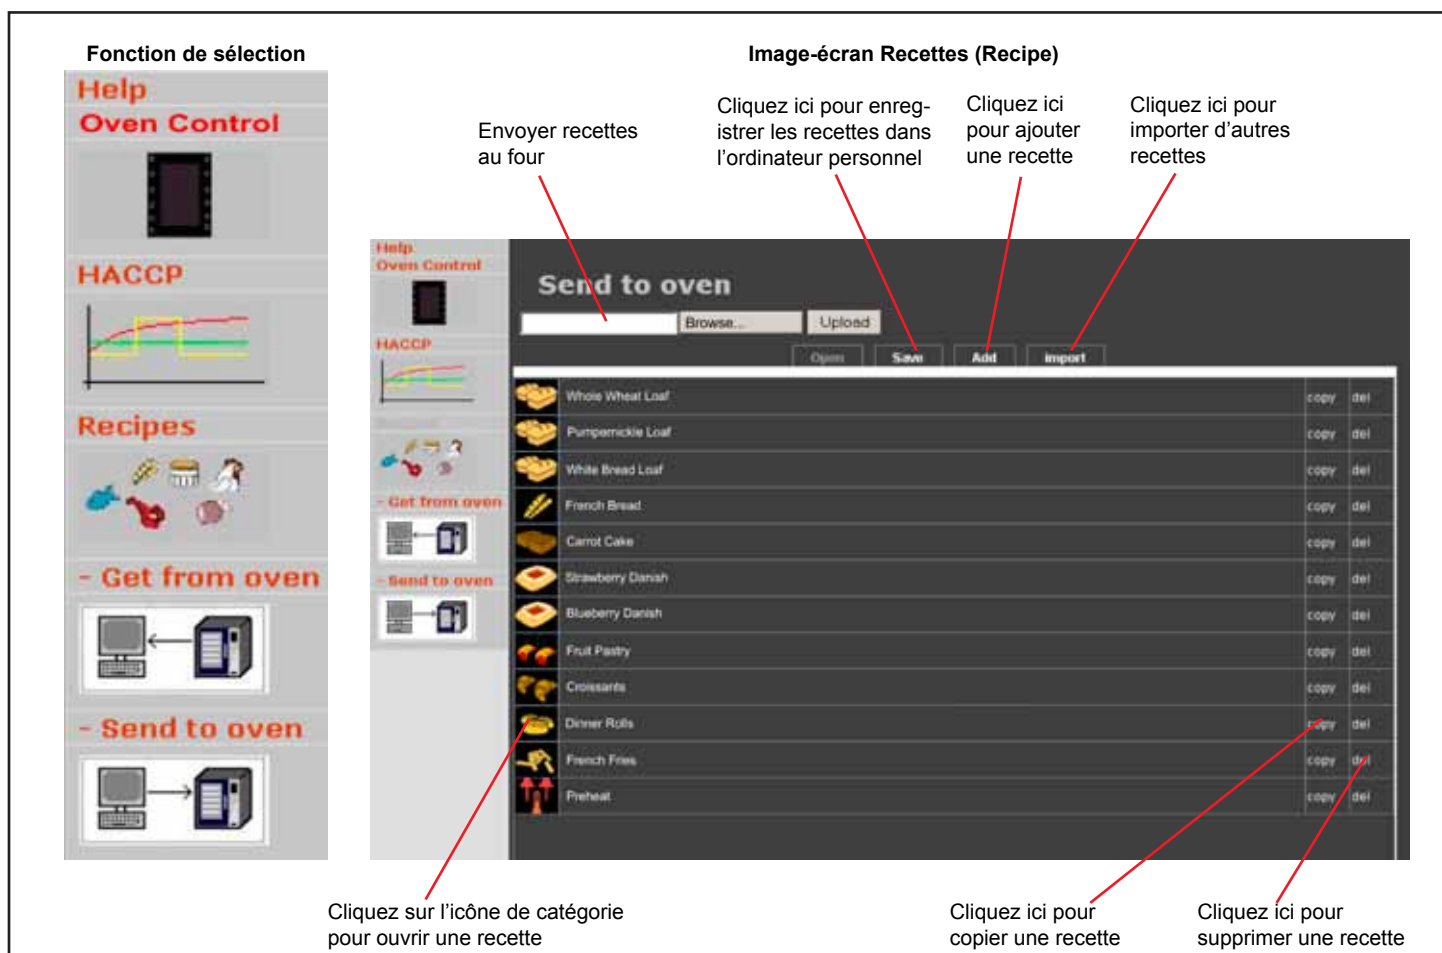 Fonction de sélection
Help
Oven Control
HACCP
Recipes
- Get from oven
- Send to oven
Image-écran Recettes (Recipe)
Envoyer recettes
au four
Cliquez ici pour enreg-
istrer les recettes dans
l’ordinateur personnel
Cliquez ici
pour ajouter
une recette
Cliquez ici pour
importer d’autres
recettes
Help
Oven Control
HACCP
- Get from oven
- Send to oven
Send to oven
Browse... Upload
Open Save Add import
Whole Wheat Loaf copy del
Pumpernickle Loaf copy del
White Bread Loaf copy del
French Bread copy del
Carrot Cake copy del
Strawberry Danish copy del
Blueberry Danish copy del
Fruit Pastry copy del
Croissants copy del
Dinner Rolls copy del
French Fries copy del
Preheat copy del
Cliquez sur l’icône de catégorie
pour ouvrir une recette
Cliquez ici pour
copier une recette
Cliquez ici pour
supprimer une recette